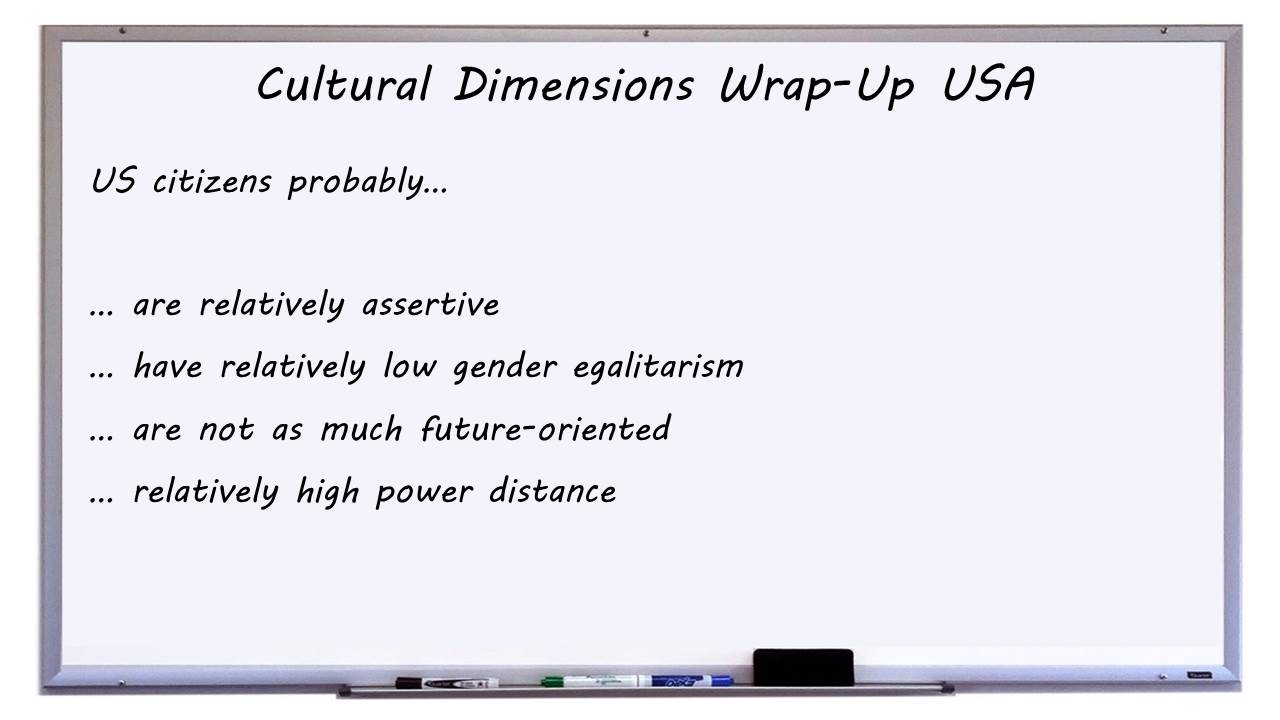 Cultural Dimensions Wrap-Up USA
US citizens probably...
... are relatively assertive
... have relatively low gender egalitarism
... are not as much future-oriented
... relatively high power distance